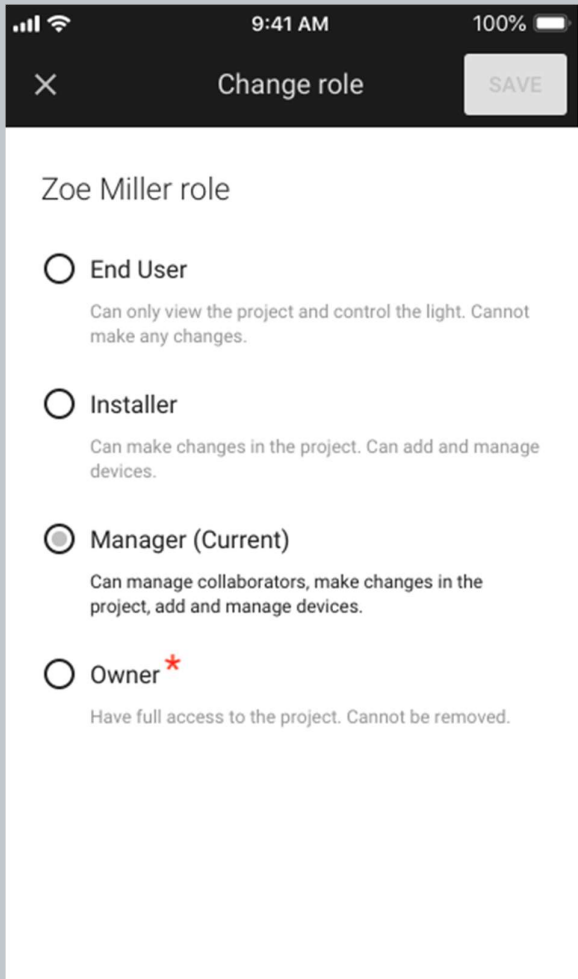 9:41 AM 100%
Change role SAVE
Zoe Miller role
End User
Can only view the project and control the light. Cannot
make any changes.
Installer
Can make changes in the project. Can add and manage
devices.
Manager (Current)
Can manage collaborators, make changes in the
project, add and manage devices.
Owner *
Have full access to the project. Cannot be removed.